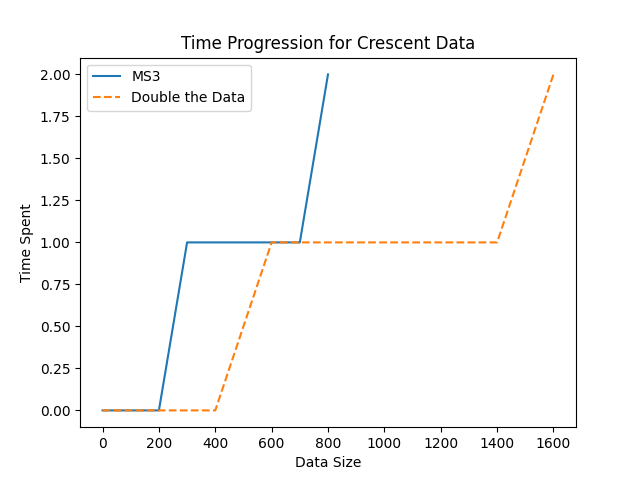 Time Progression for Crescent Data
MS3
Double the Data
2.00
1.75
1.50
1.25
1.00
0.75
0.50
0.25
0.00
Time Spent
0 200 400 600 800 1000 1200 1400 1600
Data Size